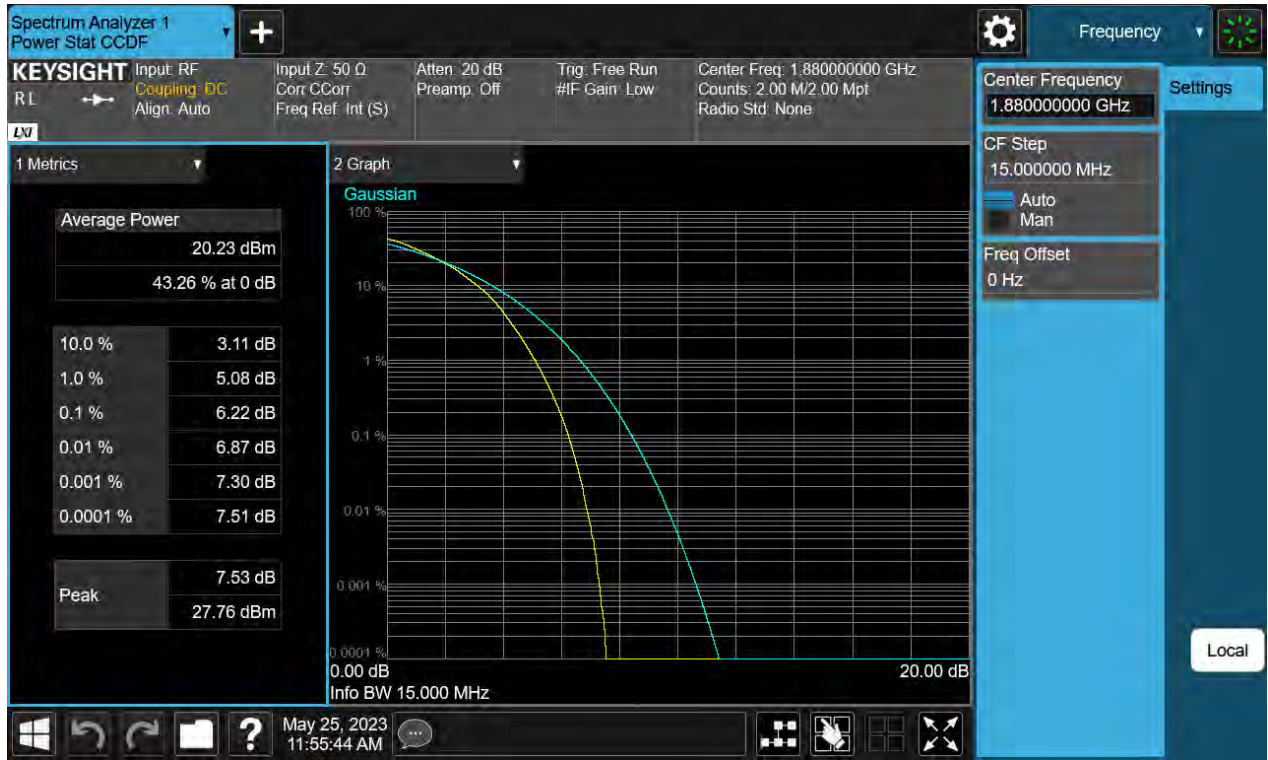 Spectrum Analyzer 1
Power Stat CCDF
+
Frequency
KEYSIGHT
RL
LXI
Input: RF
Coupling: DC
Align: Auto
Input Z: 50 Ω
Corr CCorr
Freq Ref: Int (S)
Atten: 20 dB
Preamp: Off
Trig: Free Run
#IF Gain: Low
Center Freq: 1.880000000 GHz
Counts: 2.00 M/2.00 Mpt
Radio Std: None
Center Frequency
1.880000000 GHz
Settings
CF Step
15.000000 MHz
Auto
Man
Freq Offset
0 Hz
Local
1 Metrics
Average Power
20.23 dBm
43.26 % at 0 dB
10.0 % 3.11 dB
1.0 % 5.08 dB
0.1 % 6.22 dB
0.01 % 6.87 dB
0.001 % 7.30 dB
0.0001 % 7.51 dB
Peak
7.53 dB
27.76 dBm
2 Graph
Gaussian
100 %
10 %
1 %
0.1 %
0.01 %
0.001 %
0.0001 %
0.00 dB 20.00 dB
Info BW 15.000 MHz
?
May 25, 2023
11:55:44 AM